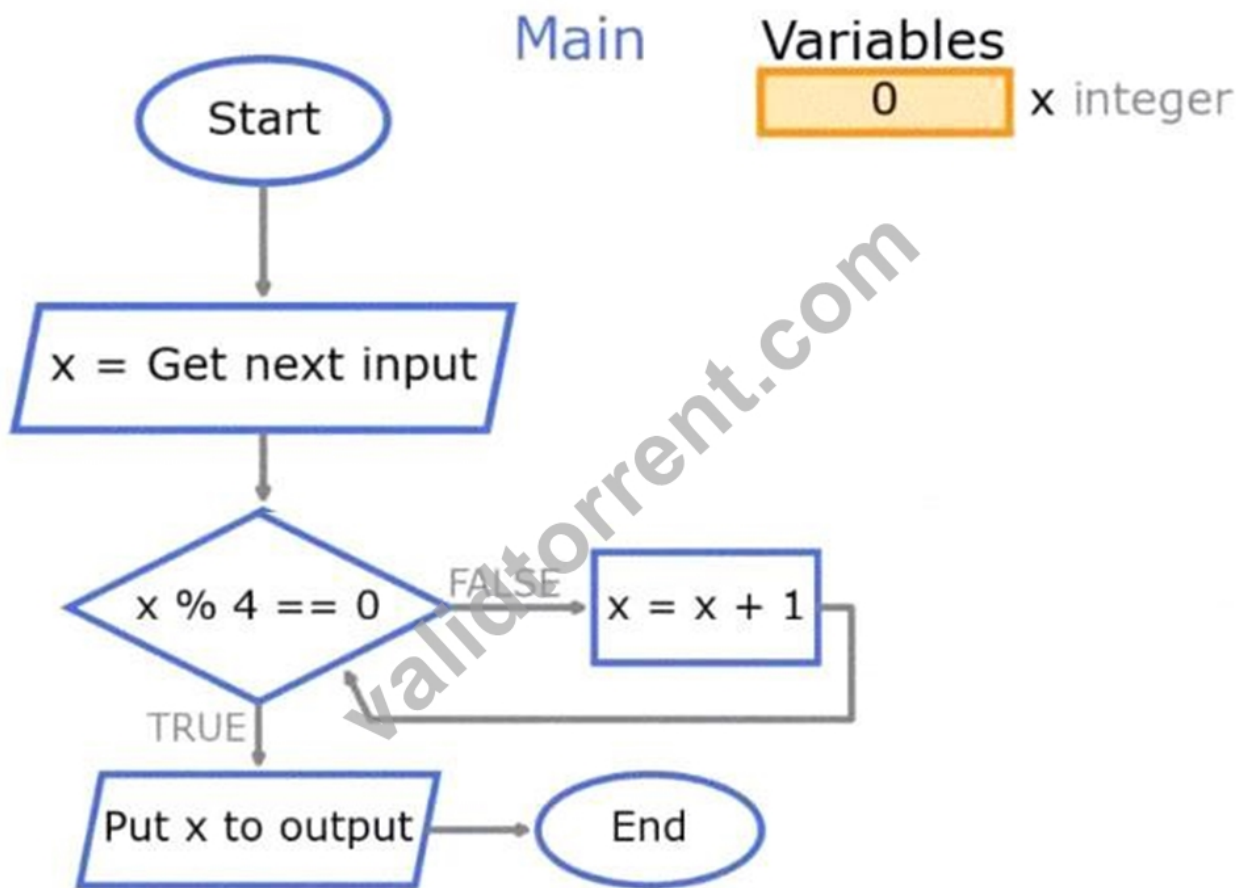 Main
Variables
0 x integer
Start
x = Get next input
x % 4 == 0
FALSE
x = x + 1
TRUE
Put x to output
End
validtorrent.com